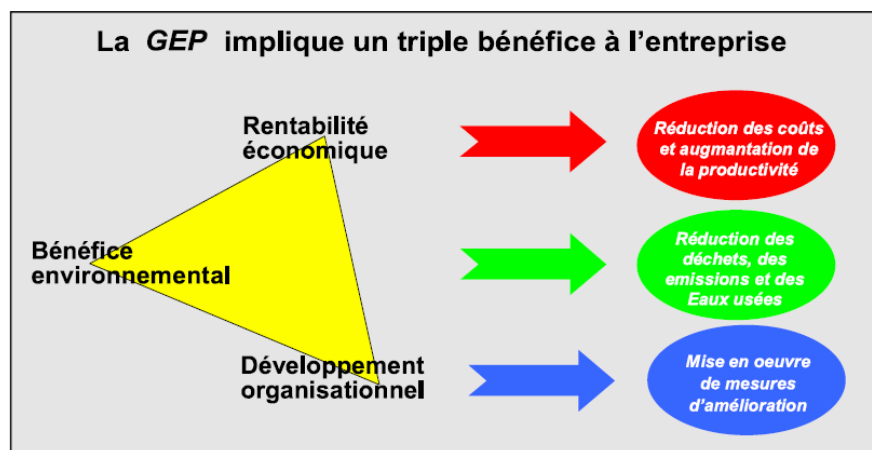 La GEP implique un triple bénéfice à l'entreprise
Rentabilité
économique
Réduction des coûts
et augmantation de
la productivité
Bénéfice
environnemental
Réduction des
déchets, des
emissions et des
Eaux usées
Développement
organisationnel
Mise en oeuvre
de mesures
d'amélioration